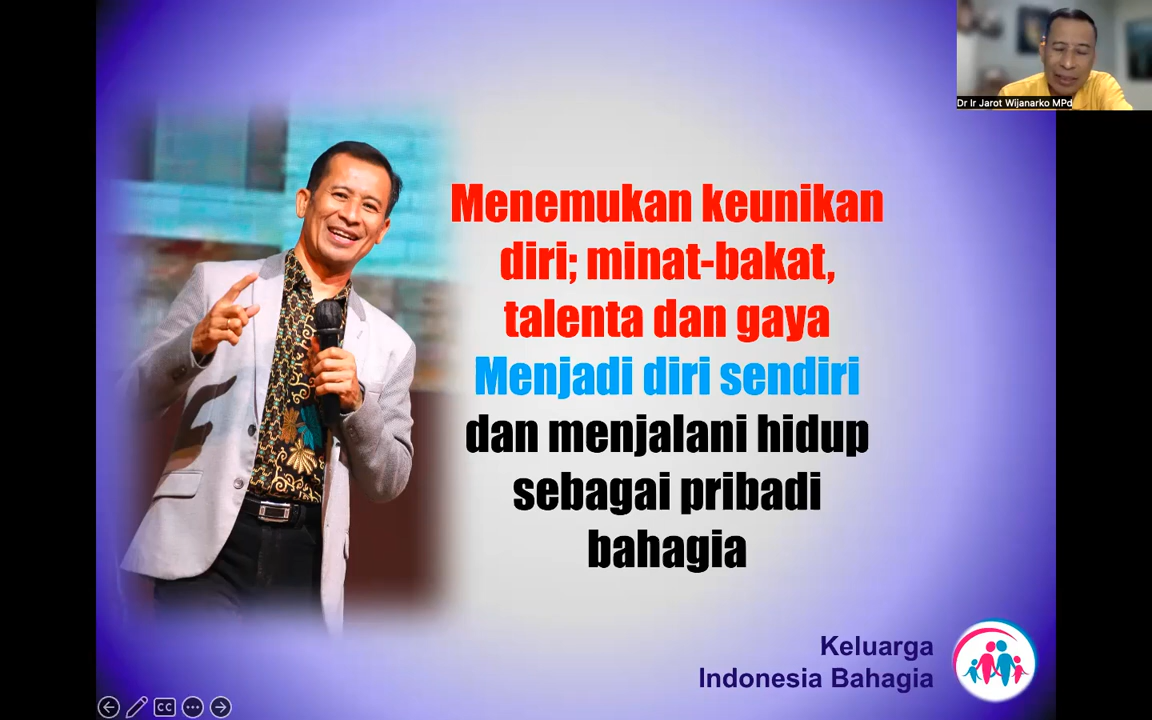 Dr Ir Jarot Wijanarko MPd
Menemukan keunikan
diri; minat-bakat,
talenta dan gaya
Menjadi diri sendiri
dan menjalani hidup
sebagai pribadi
bahagia
Keluarga
Indonesia Bahagia
CC